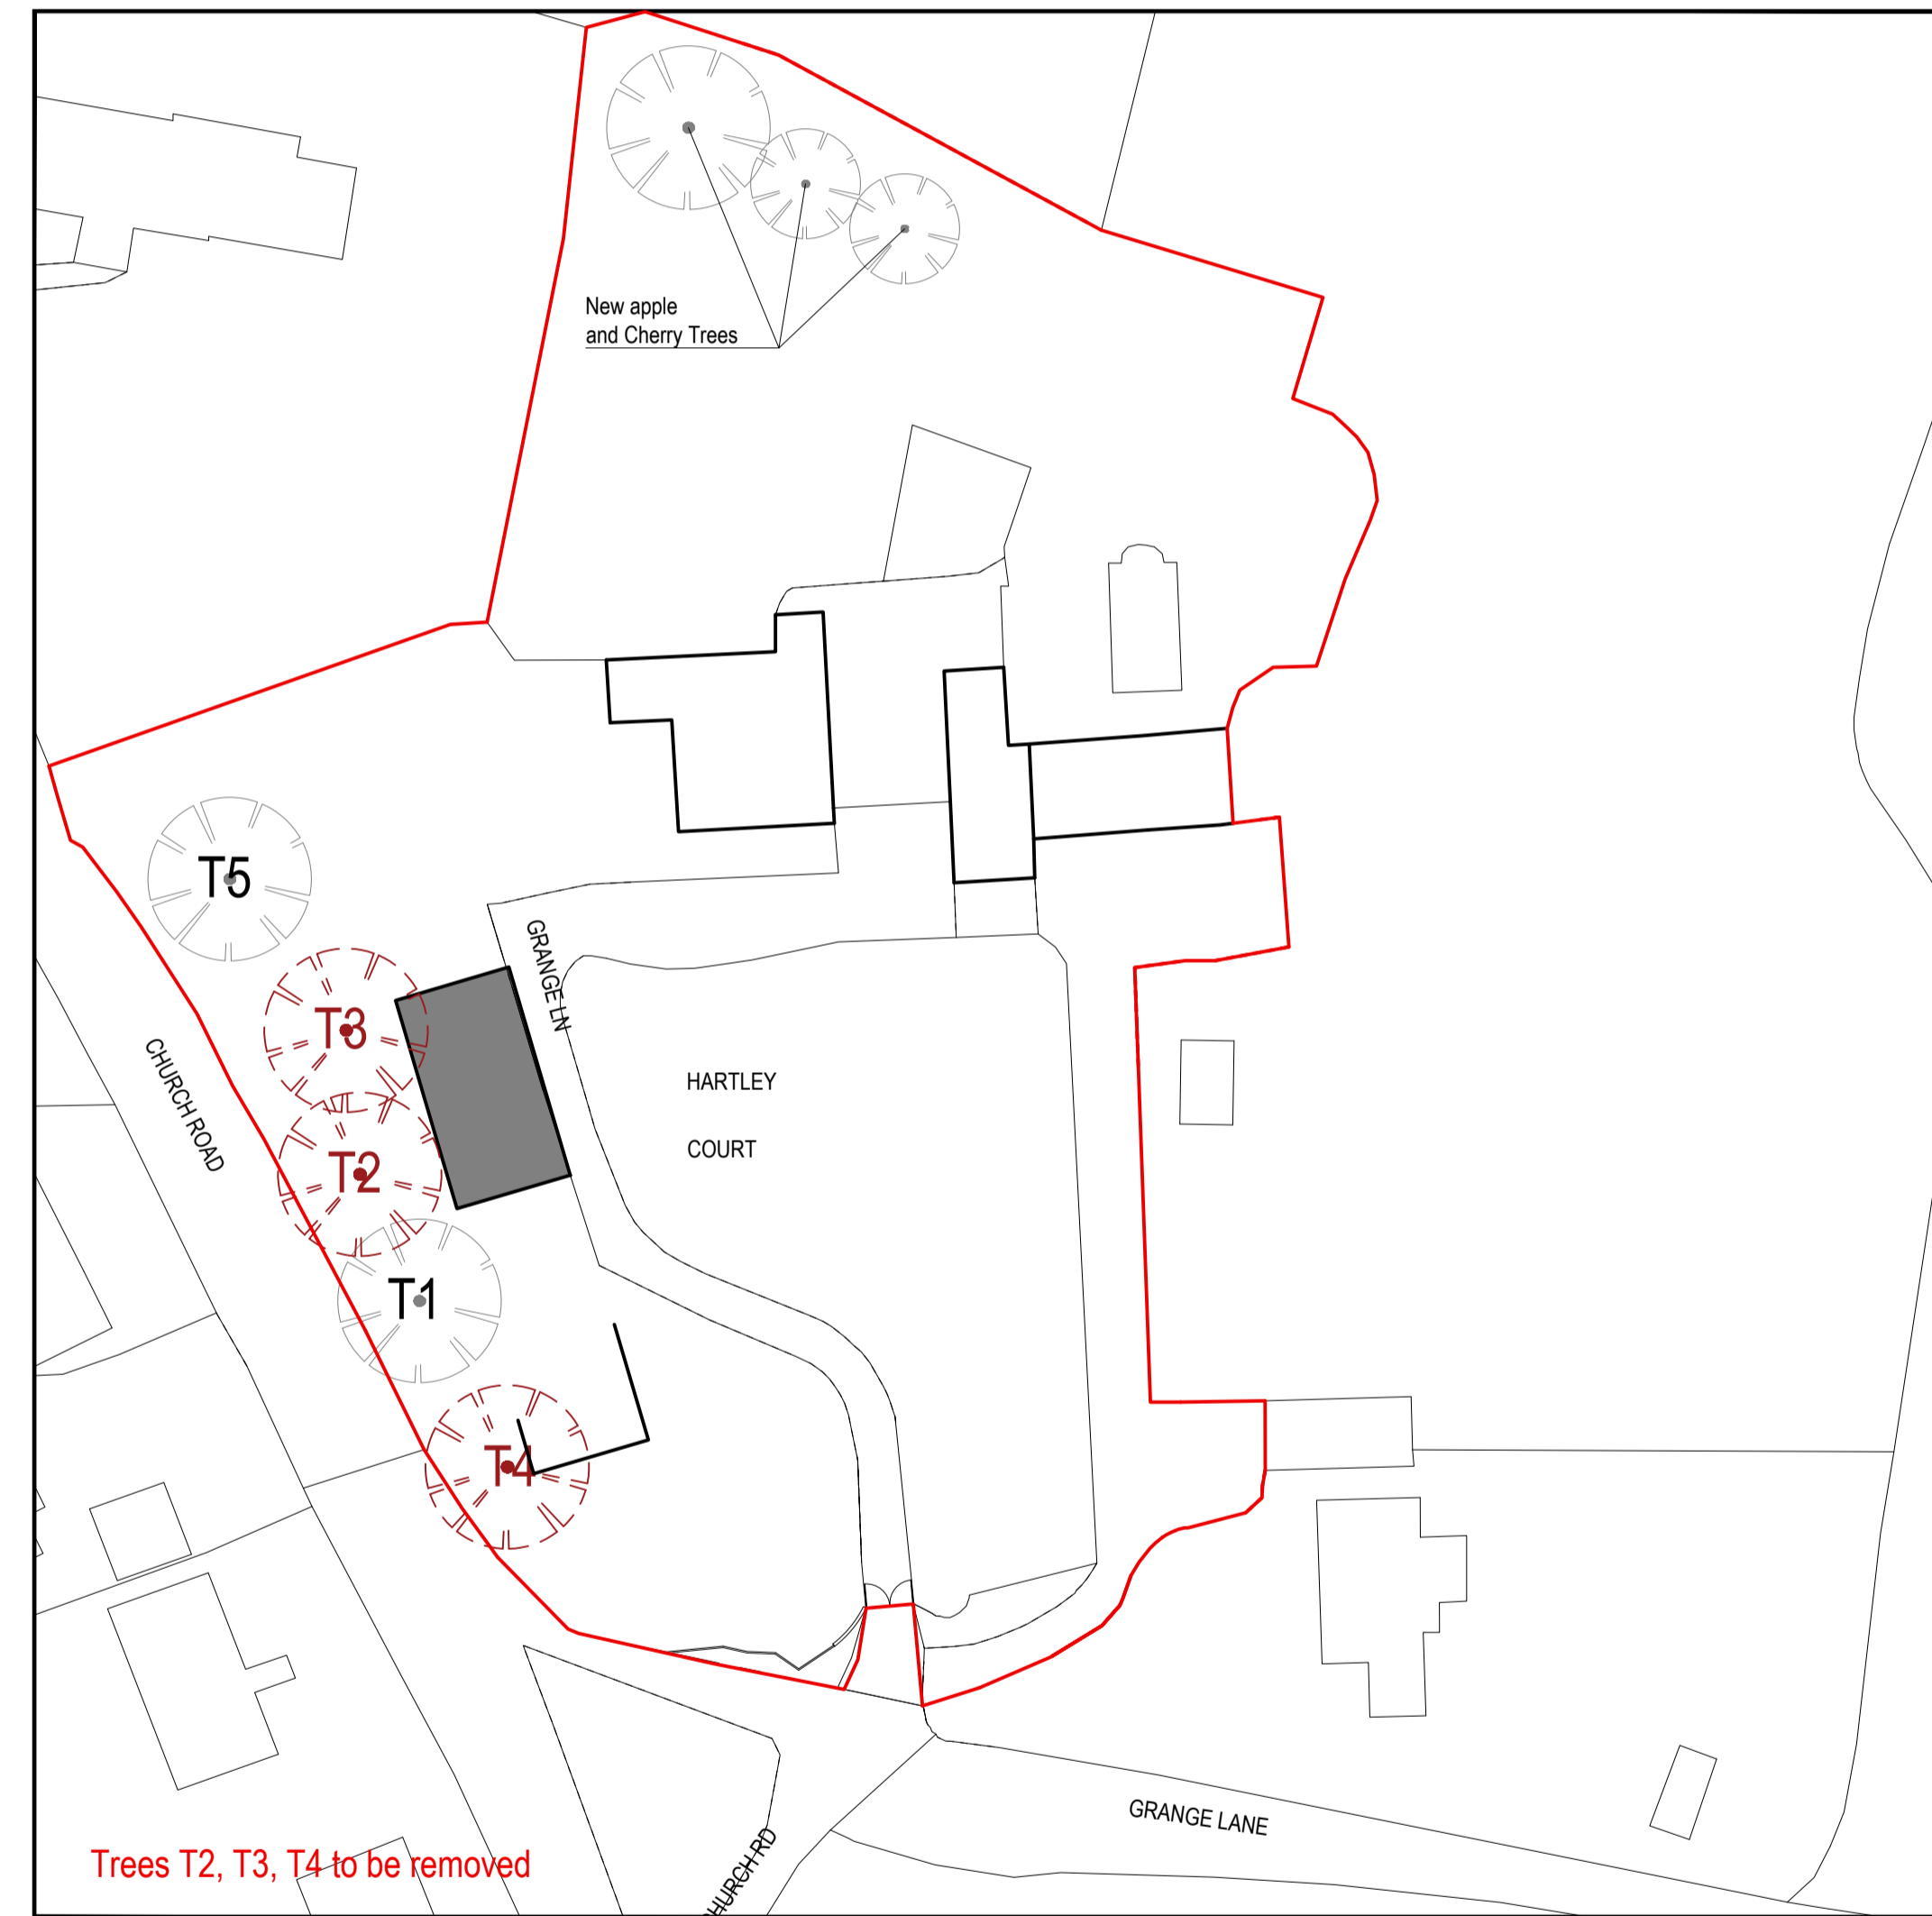 New apple
and Cherry Trees
T5
GRANGE LN
T3
CHURCH ROAD
HARTLEY
COURT
T2
T1
T4
GRANGE LANE
CHURCH RD
Trees T2, T3, T4 to be removed